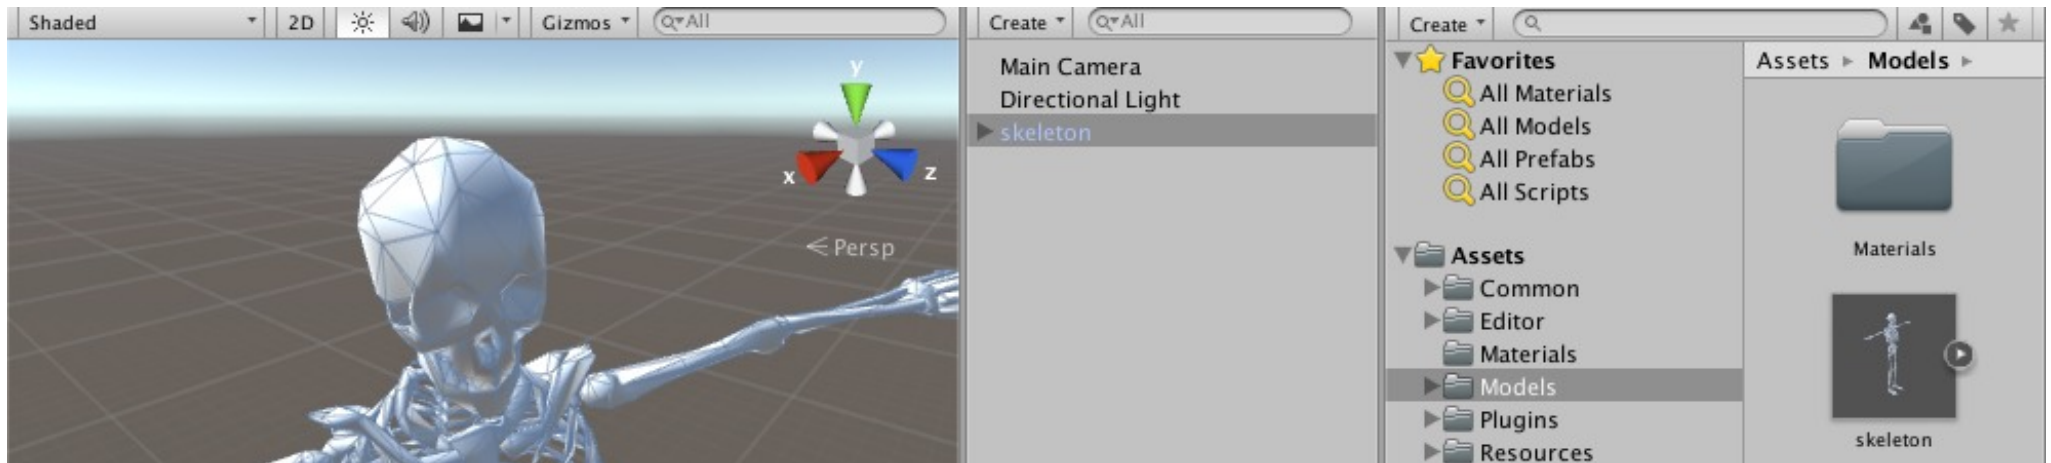 Shaded
2D
Gizmos
All
y
x
z
Persp
Create
All
Main Camera
Directional Light
skeleton
Create
Favorites
All Materials
All Models
All Prefabs
All Scripts
Assets
Common
Editor
Materials
Models
Plugins
Resources
Assets Models
Materials
skeleton